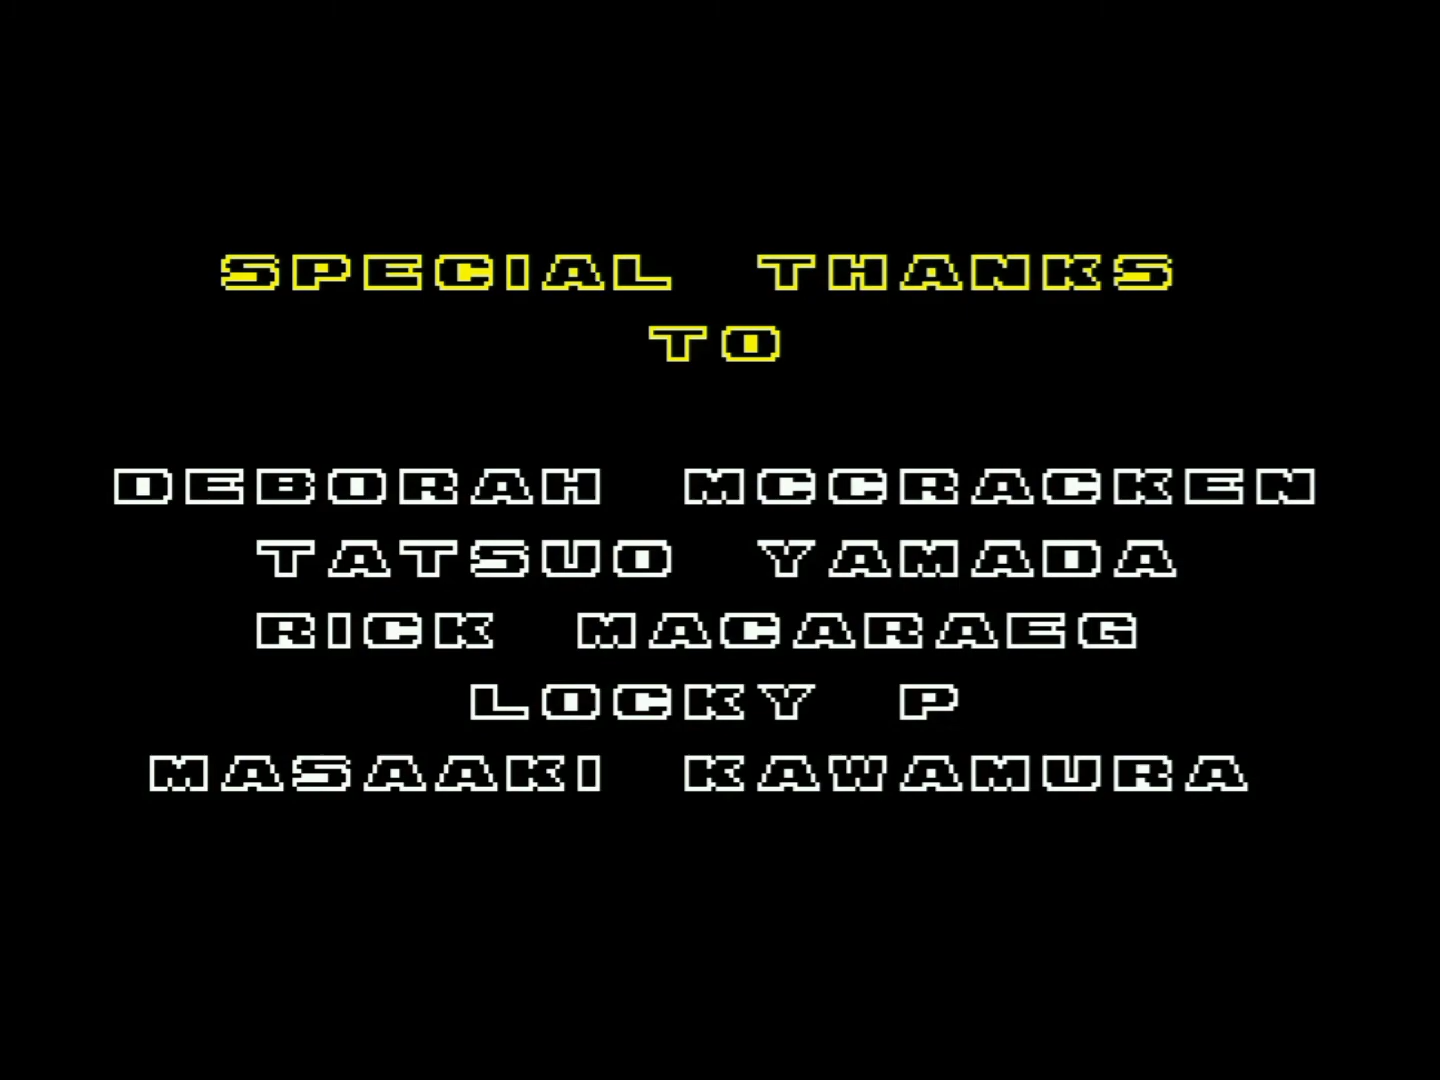 SPECIAL THANKS
TO
DEBORAH MCCRACKEN
TATSUO YAMADA
RICK MACARAEG
LOCKY P
MASAAKI KAWAMURA